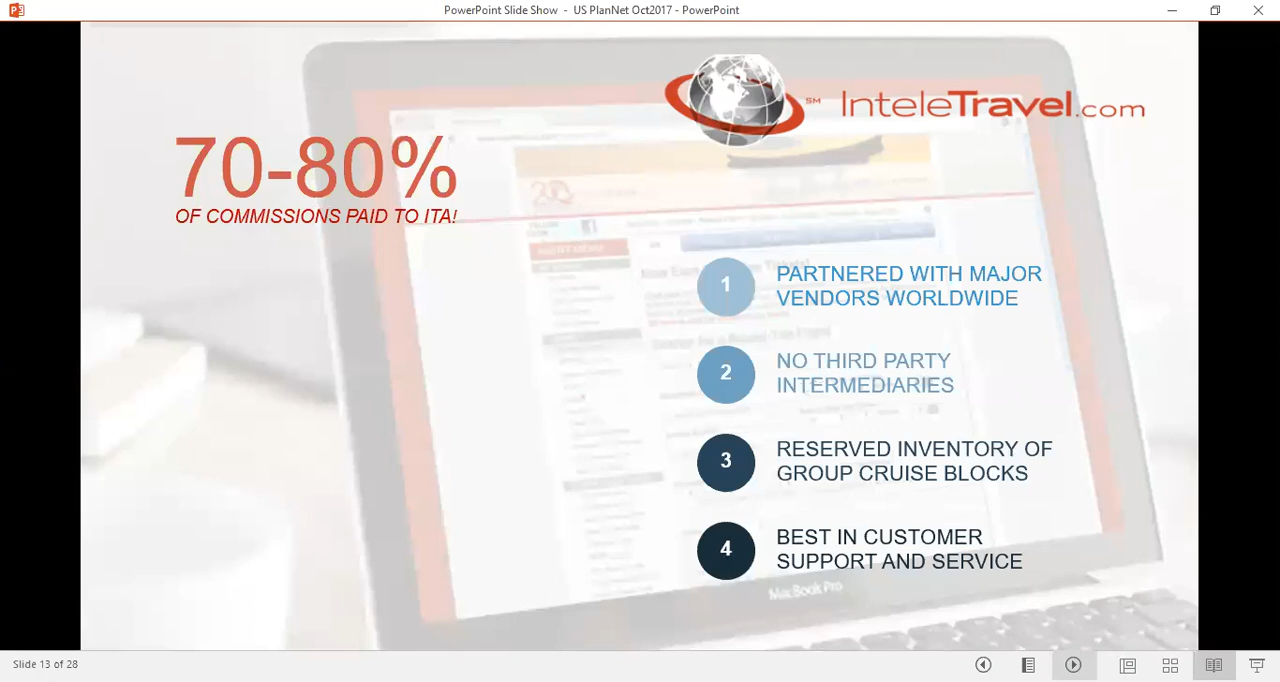 PowerPoint Slide Show - US PlanNet Oct2017 - PowerPoint
SM InteleTravel.com
70-80%
OF COMMISSIONS PAID TO ITA!
1 PARTNERED WITH MAJOR
VENDORS WORLDWIDE
2 NO THIRD PARTY
INTERMEDIARIES
3 RESERVED INVENTORY OF
GROUP CRUISE BLOCKS
4 BEST IN CUSTOMER
SUPPORT AND SERVICE
MacBook Pro
Slide 13 of 28